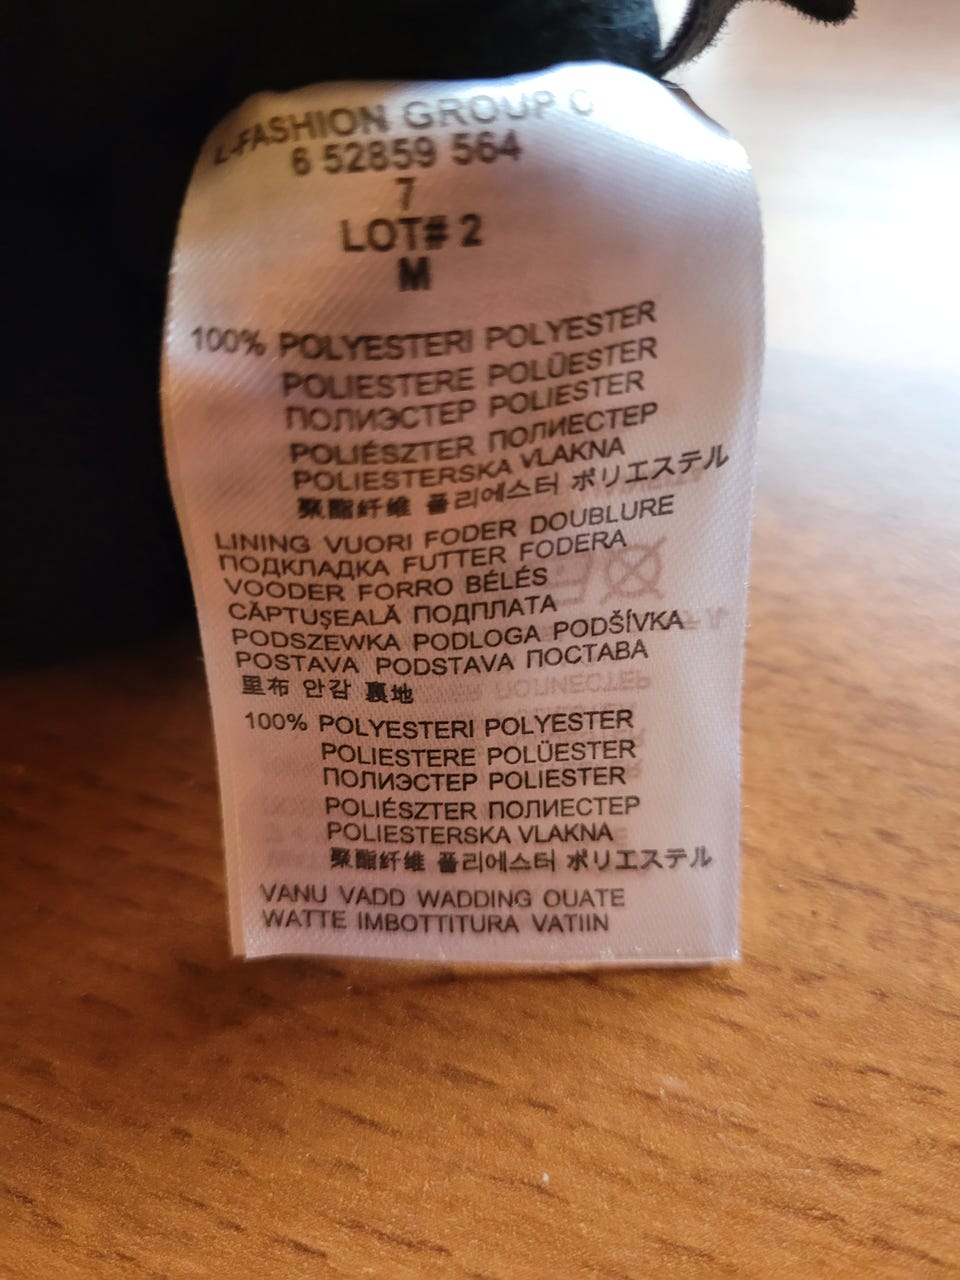 L-FASHION GROUP O
6 52859 564
7
LOT# 2
M
100% POLYESTERI POLYESTER
POLIESTERE POLÜESTER
ПОЛИЭСТЕР POLIESTER
POLIÉSZTER ПОЛИЕСТЕР
POLIESTERSKA VLAKNA
聚酯纤维 폴리에스터 ポリエステル
LINING VUORI FODER DOUBLURE
ПОДКЛАДКА FUTTER FODERA
VOODER FORRO BÉLÉS
CĂPTUŞEALĂ ПОДПЛАТА
PODSZEWKA PODLOGA PODŠÍVKA
POSTAVA PODSTAVA ПОСТАВА
里布 안감 裏地
100% POLYESTERI POLYESTER
POLIESTERE POLÜESTER
ПОЛИЭСТЕР POLIESTER
POLIÉSZTER ПОЛИЕСТЕР
POLIESTERSKA VLAKNA
聚酯纤维 폴리에스터 ポリエステル
VANU VADD WADDING OUATE
WATTE IMBOTTITURA VATIIN